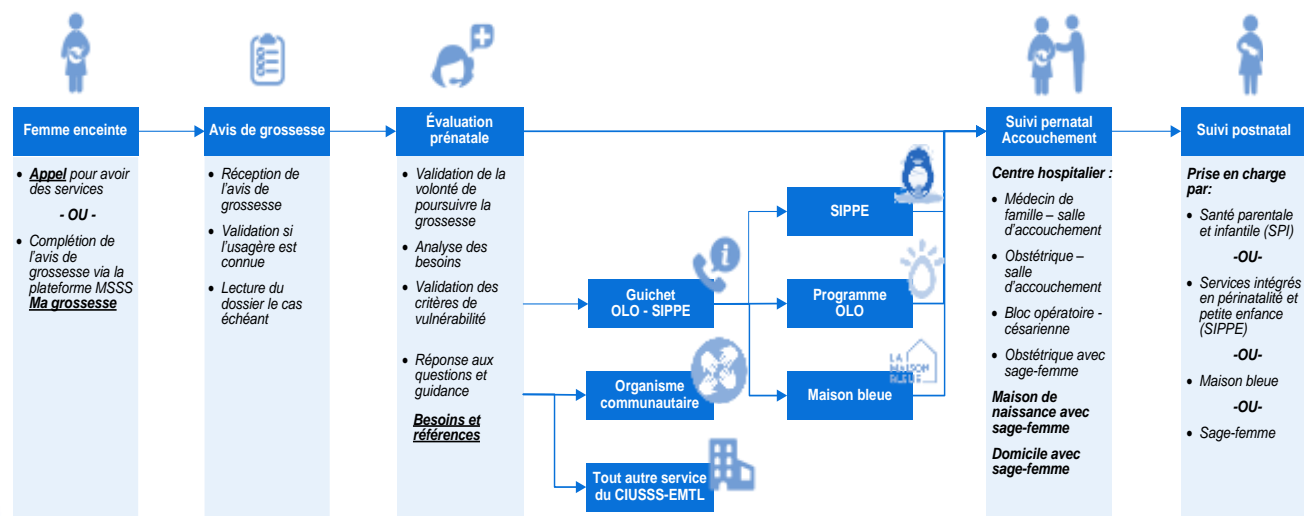 Femme enceinte
• Appel pour avoir
des services
- OU -
• Complétion de
l'avis de
grossesse via la
plateforme MSSS
Ma grossesse
Avis de grossesse
• Réception de
l'avis de
grossesse
• Validation si
l'usagère est
connue
• Lecture du
dossier le cas
échéant
Évaluation
prénatale
• Validation de la
volonté de
poursuivre la
grossesse
• Analyse des
besoins
• Validation des
critères de
vulnérabilité
• Réponse aux
questions et
guidance
Besoins et
références
Guichet
OLO - SIPPE
Organisme
communautaire
Tout autre service
du CIUSSS-EMTL
SIPPE
Programme
OLO
LA
MAISON
BLEUE
Maison bleue
Suivi pernatal
Accouchement
Centre hospitalier :
• Médecin de
famille – salle
d'accouchement
• Obstétrique –
salle
d'accouchement
• Bloc opératoire -
césarienne
• Obstétrique avec
sage-femme
Maison de
naissance avec
sage-femme
Domicile avec
sage-femme
Suivi postnatal
Prise en charge
par:
• Santé parentale
et infantile (SPI)
-OU-
• Services intégrés
en périnatalité et
petite enfance
(SIPPE)
-OU-
• Maison bleue
-OU-
• Sage-femme